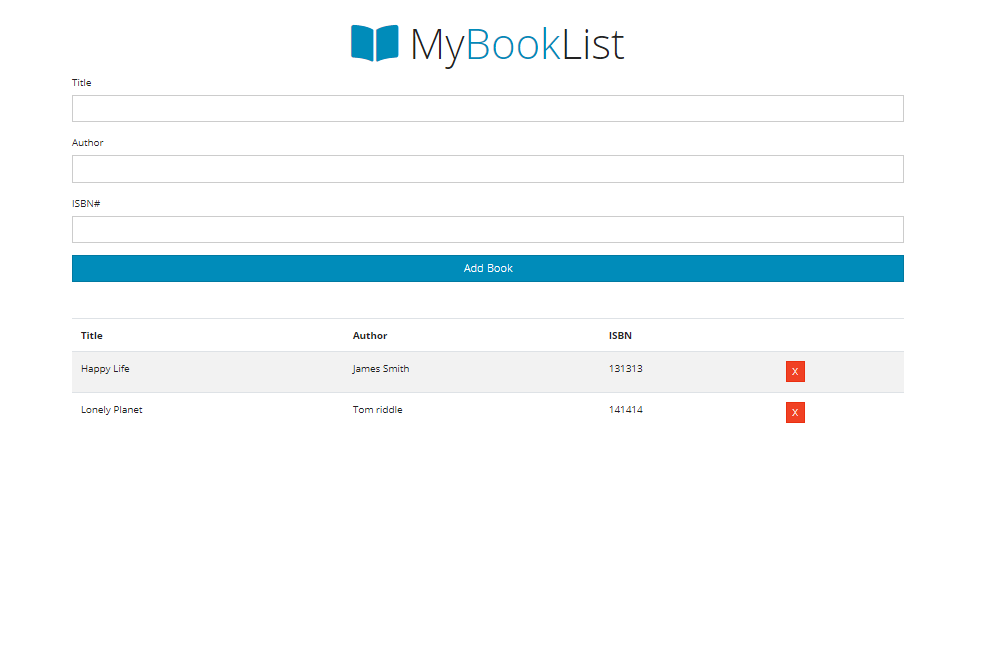 MyBookList
Title
Author
ISBN#
Add Book
Title Author ISBN
Happy Life James Smith 131313 X
Lonely Planet Tom riddle 141414 X